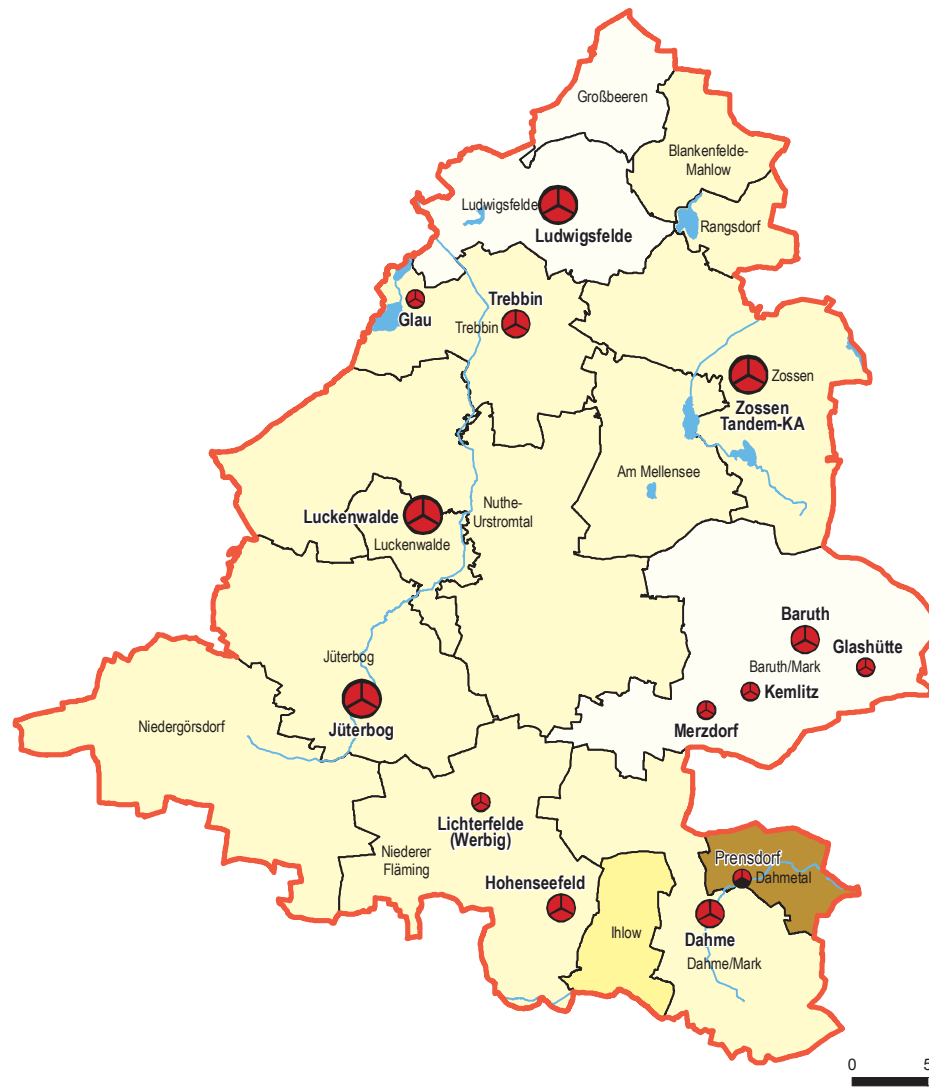 Großbeeren
Blankenfelde-
Mahlow
Ludwigsfelde
Rangsdorf
Ludwigsfelde
Trebbin
Glau
Trebbin
Zossen
Zossen
Tandem-KA
Am Mellensee
Nuthe-
Urstromtal
Luckenwalde
Luckenwalde
Baruth
Glashütte
Baruth/Mark
Jüterbog
Kemlitz
Merzdorf
Niedergörsdorf
Jüterbog
Lichterfelde
(Werbig)
Niederer
Fläming
Prensdorf
Dahmetal
Hohenseefeld
Ihlow
Dahme
Dahme/Mark
0 5